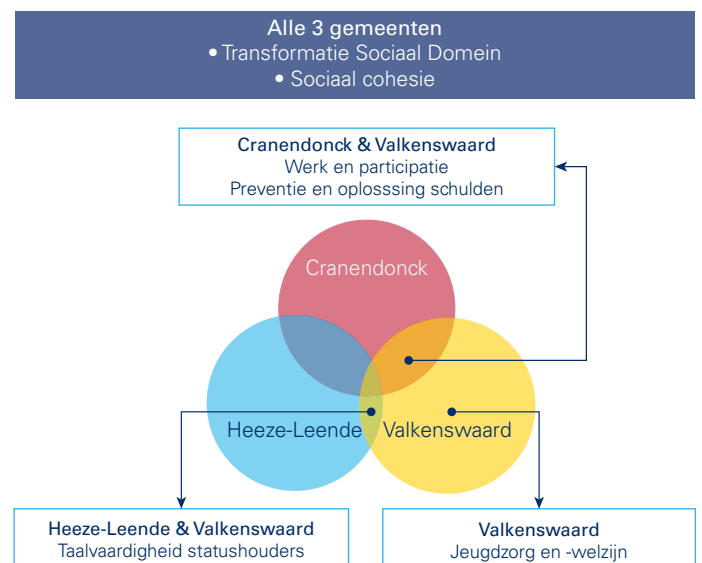 Alle 3 gemeenten
• Transformatie Sociaal Domein
• Sociaal cohesie
Cranendonck & Valkenswaard
Werk en participatie
Preventie en oplosssing schulden
Cranendonck
Heeze-Leende
Valkenswaard
Heeze-Leende & Valkenswaard
Taalvaardigheid statushouders
Valkenswaard
Jeugdzorg en -welzijn